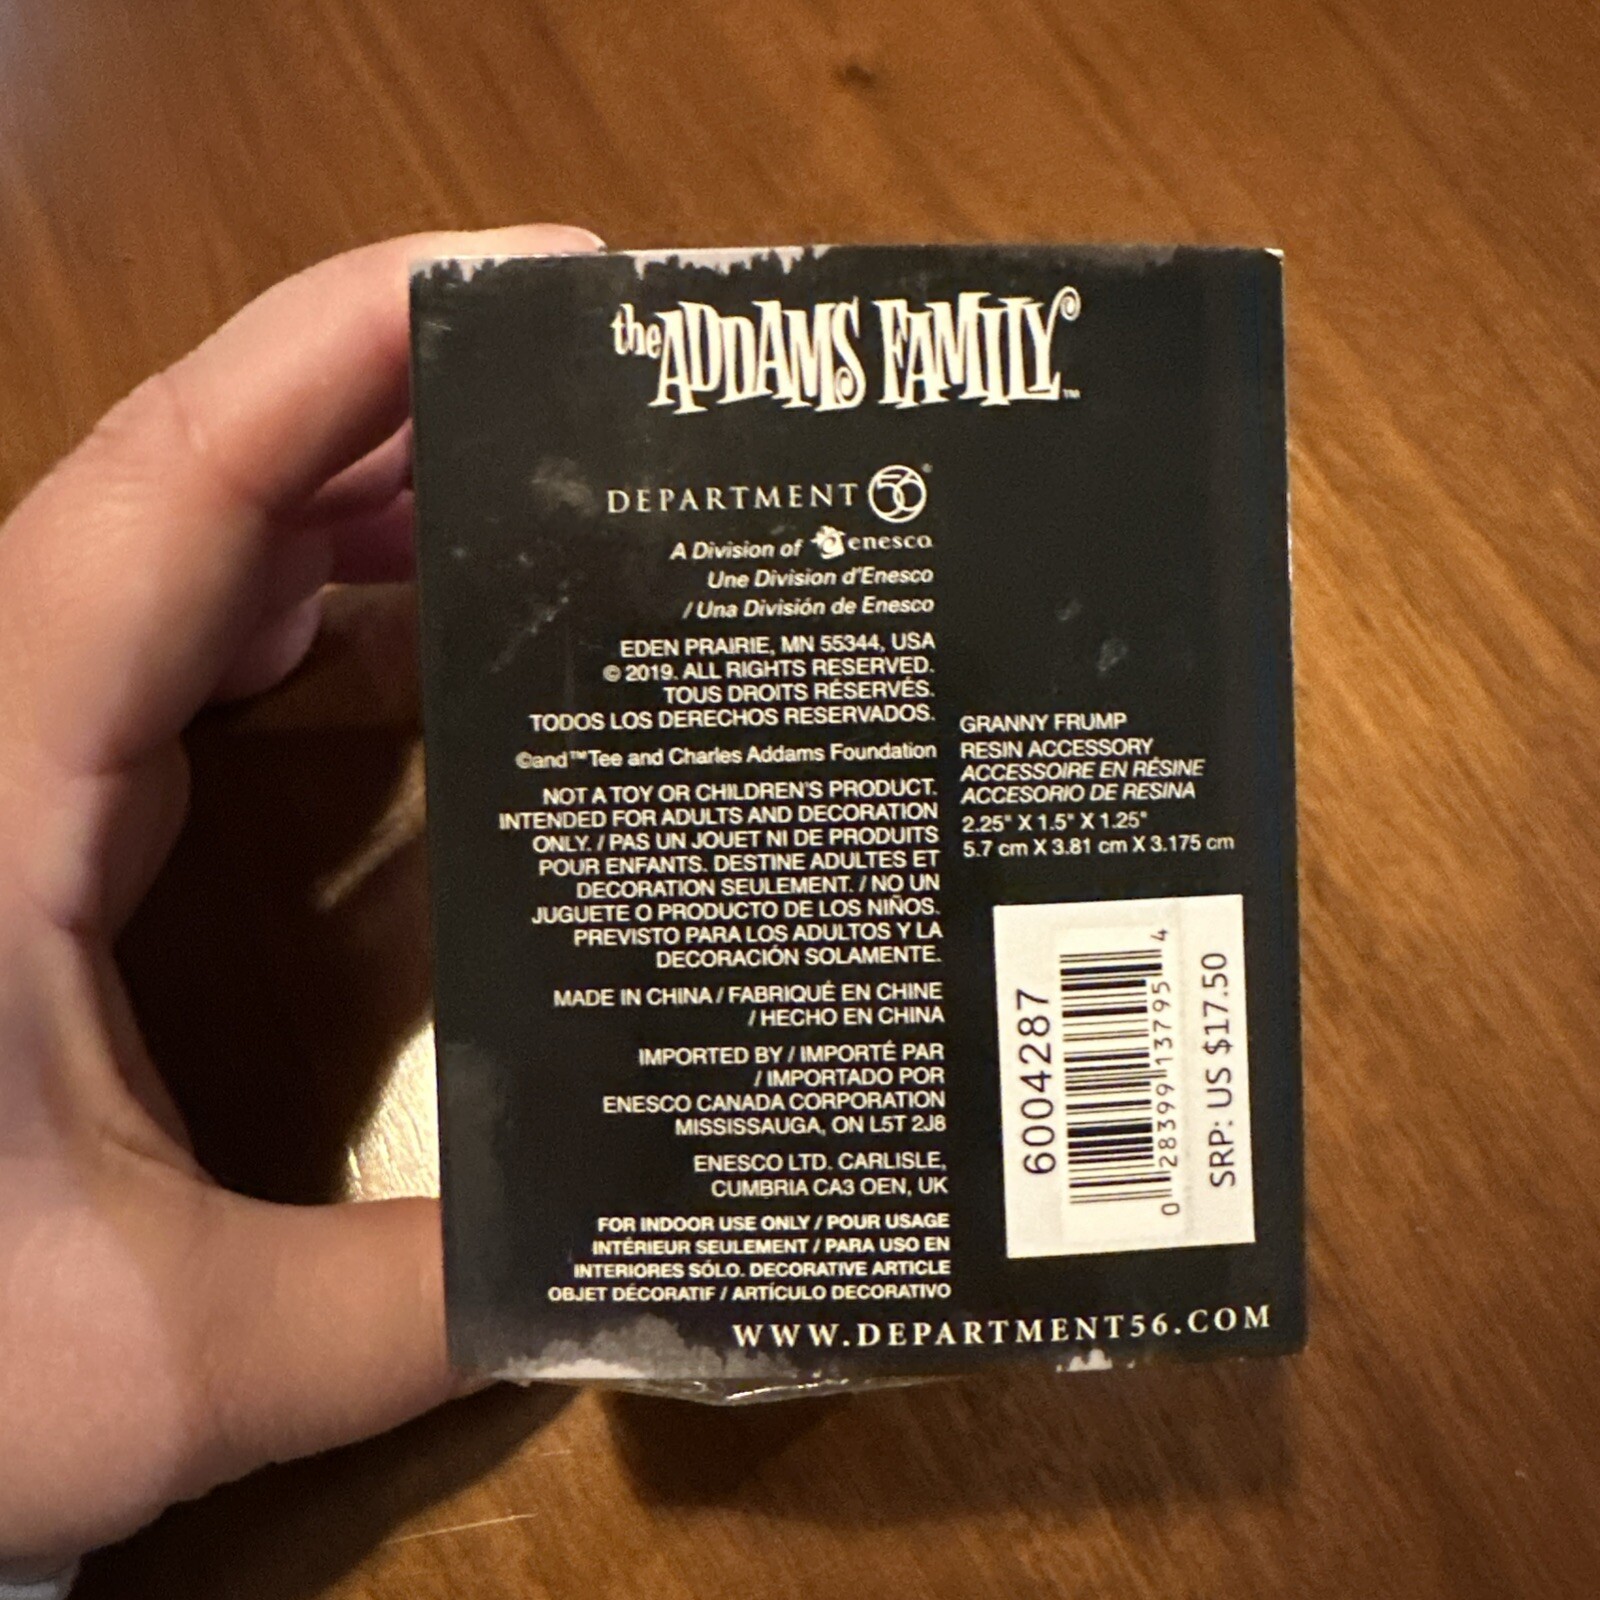 the ADDAMS FAMILY™
DEPARTMENT 56®
A Division of enesco.
Une Division d'Enesco
/ Una División de Enesco
EDEN PRAIRIE, MN 55344, USA
© 2019. ALL RIGHTS RESERVED.
TOUS DROITS RÉSERVÉS.
TODOS LOS DERECHOS RESERVADOS.
©and™Tee and Charles Addams Foundation
NOT A TOY OR CHILDREN'S PRODUCT.
INTENDED FOR ADULTS AND DECORATION
ONLY. / PAS UN JOUET NI DE PRODUITS
POUR ENFANTS. DESTINE ADULTES ET
DECORATION SEULEMENT. / NO UN
JUGUETE O PRODUCTO DE LOS NIÑOS.
PREVISTO PARA LOS ADULTOS Y LA
DECORACIÓN SOLAMENTE.
MADE IN CHINA / FABRIQUÉ EN CHINE
/ HECHO EN CHINA
IMPORTED BY / IMPORTÉ PAR
/ IMPORTADO POR
ENESCO CANADA CORPORATION
MISSISSAUGA, ON L5T 2J8
ENESCO LTD. CARLISLE,
CUMBRIA CA3 OEN, UK
FOR INDOOR USE ONLY / POUR USAGE
INTÉRIEUR SEULEMENT / PARA USO EN
INTERIORES SÓLO. DECORATIVE ARTICLE
OBJET DÉCORATIF / ARTÍCULO DECORATIVO
GRANNY FRUMP
RESIN ACCESSORY
ACCESSOIRE EN RÉSINE
ACCESORIO DE RESINA
2.25" X 1.5" X 1.25"
5.7 cm X 3.81 cm X 3.175 cm
6004287
0 28399 13795 4
SRP: US $17.50
WWW.DEPARTMENT56.COM